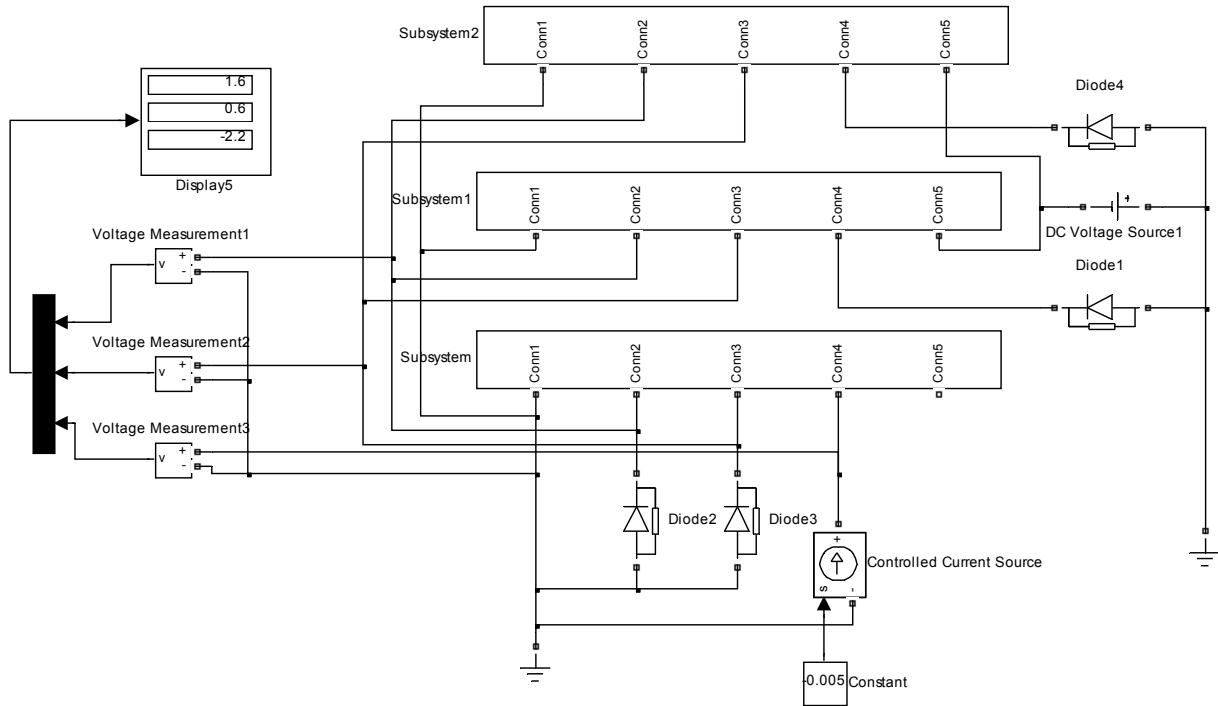 Subsystem2
Conn1
Conn2
Conn3
Conn4
Conn5
1.6
0.6
-2.2
Display5
Diode4
Subsystem1
Conn1
Conn2
Conn3
Conn4
Conn5
+
DC Voltage Source1
Voltage Measurement1
v
+
-
Diode1
Voltage Measurement2
v
+
-
Subsystem
Conn1
Conn2
Conn3
Conn4
Conn5
Voltage Measurement3
v
+
-
Diode2
Diode3
+
s
-
Controlled Current Source
-0.005
Constant